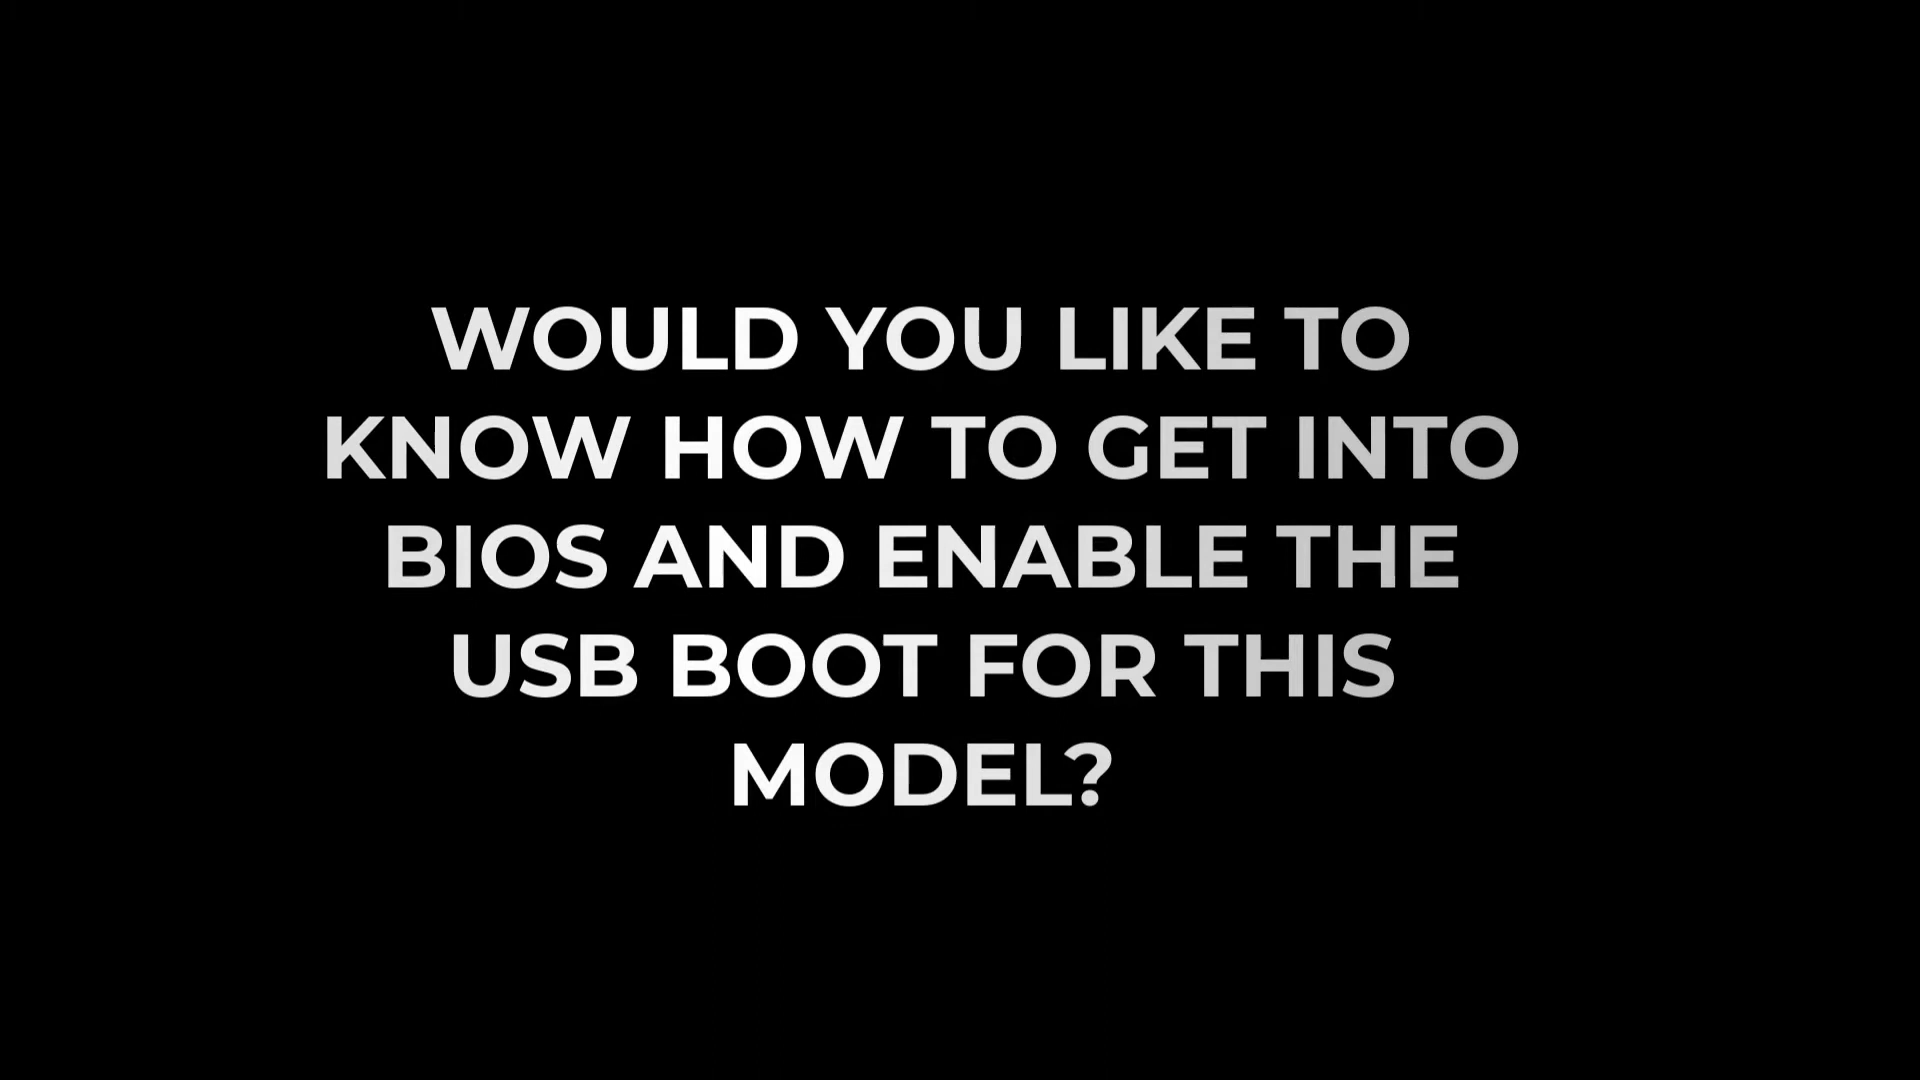 WOULD YOU LIKE TO
KNOW HOW TO GET INTO
BIOS AND ENABLE THE
USB BOOT FOR THIS
MODEL?